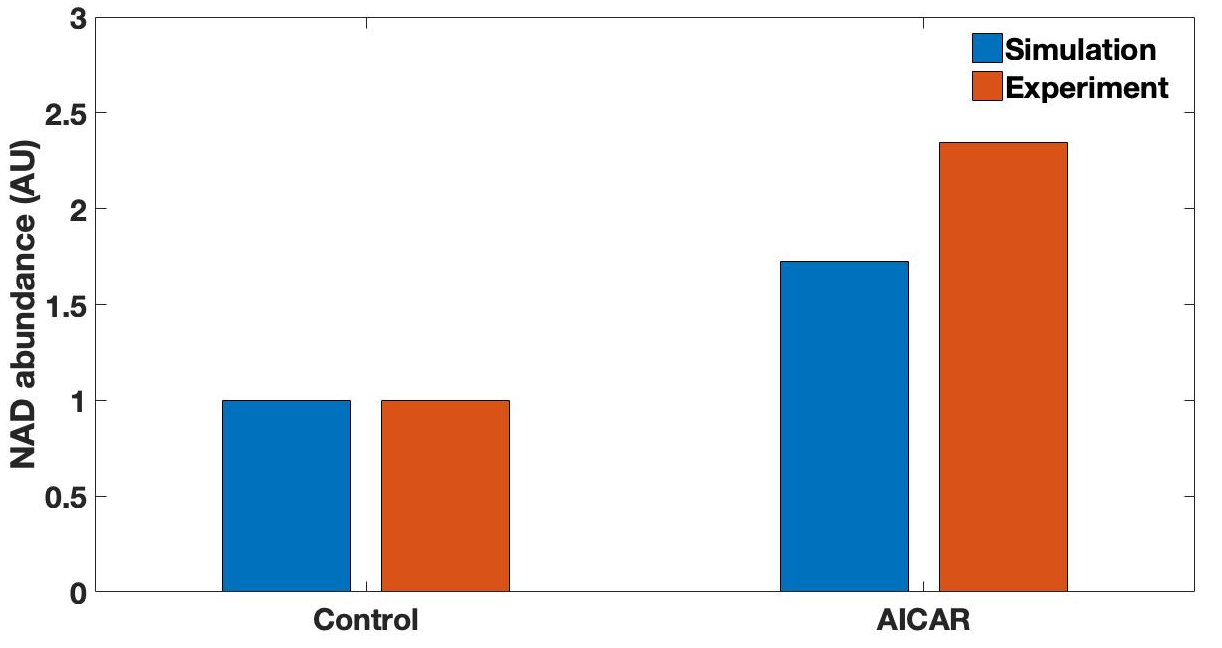 3
2.5
2
1.5
1
0.5
0
NAD abundance (AU)
Simulation
Experiment
Control
AICAR